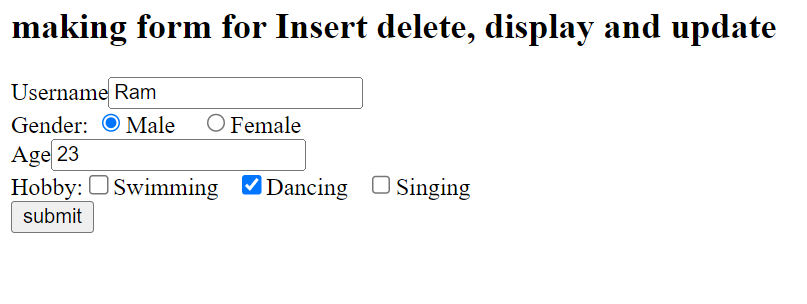 making form for Insert delete, display and update
Username Ram
Gender: Male Female
Age 23
Hobby: Swimming Dancing Singing
submit